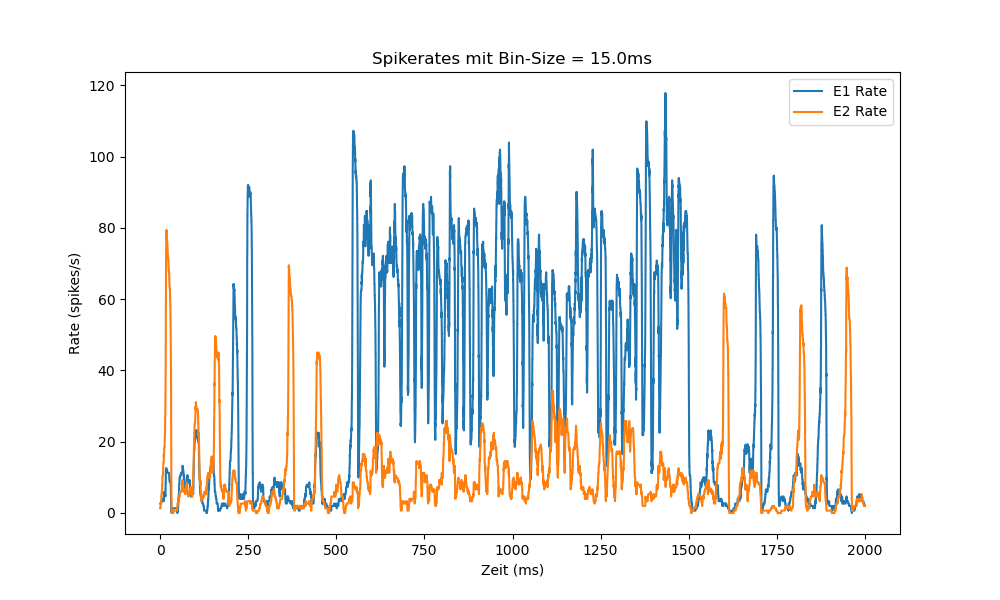 Spikerates mit Bin-Size = 15.0ms
E1 Rate
E2 Rate
Rate (spikes/s)
120
100
80
60
40
20
0
0 250 500 750 1000 1250 1500 1750 2000
Zeit (ms)